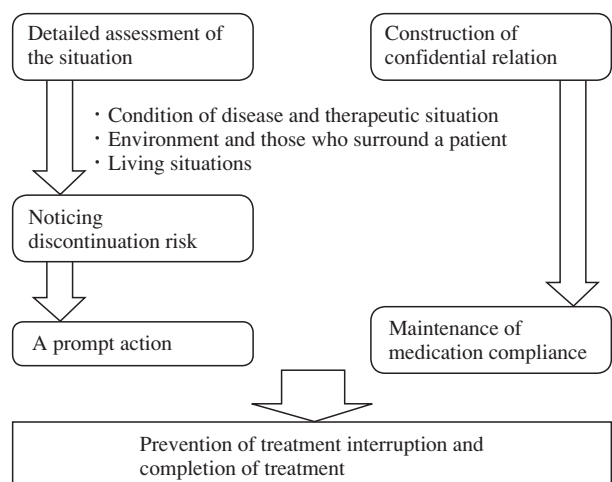 Detailed assessment of
the situation
Construction of
confidential relation
・Condition of disease and therapeutic situation
・Environment and those who surround a patient
・Living situations
Noticing
discontinuation risk
A prompt action
Maintenance of
medication compliance
Prevention of treatment interruption and
completion of treatment